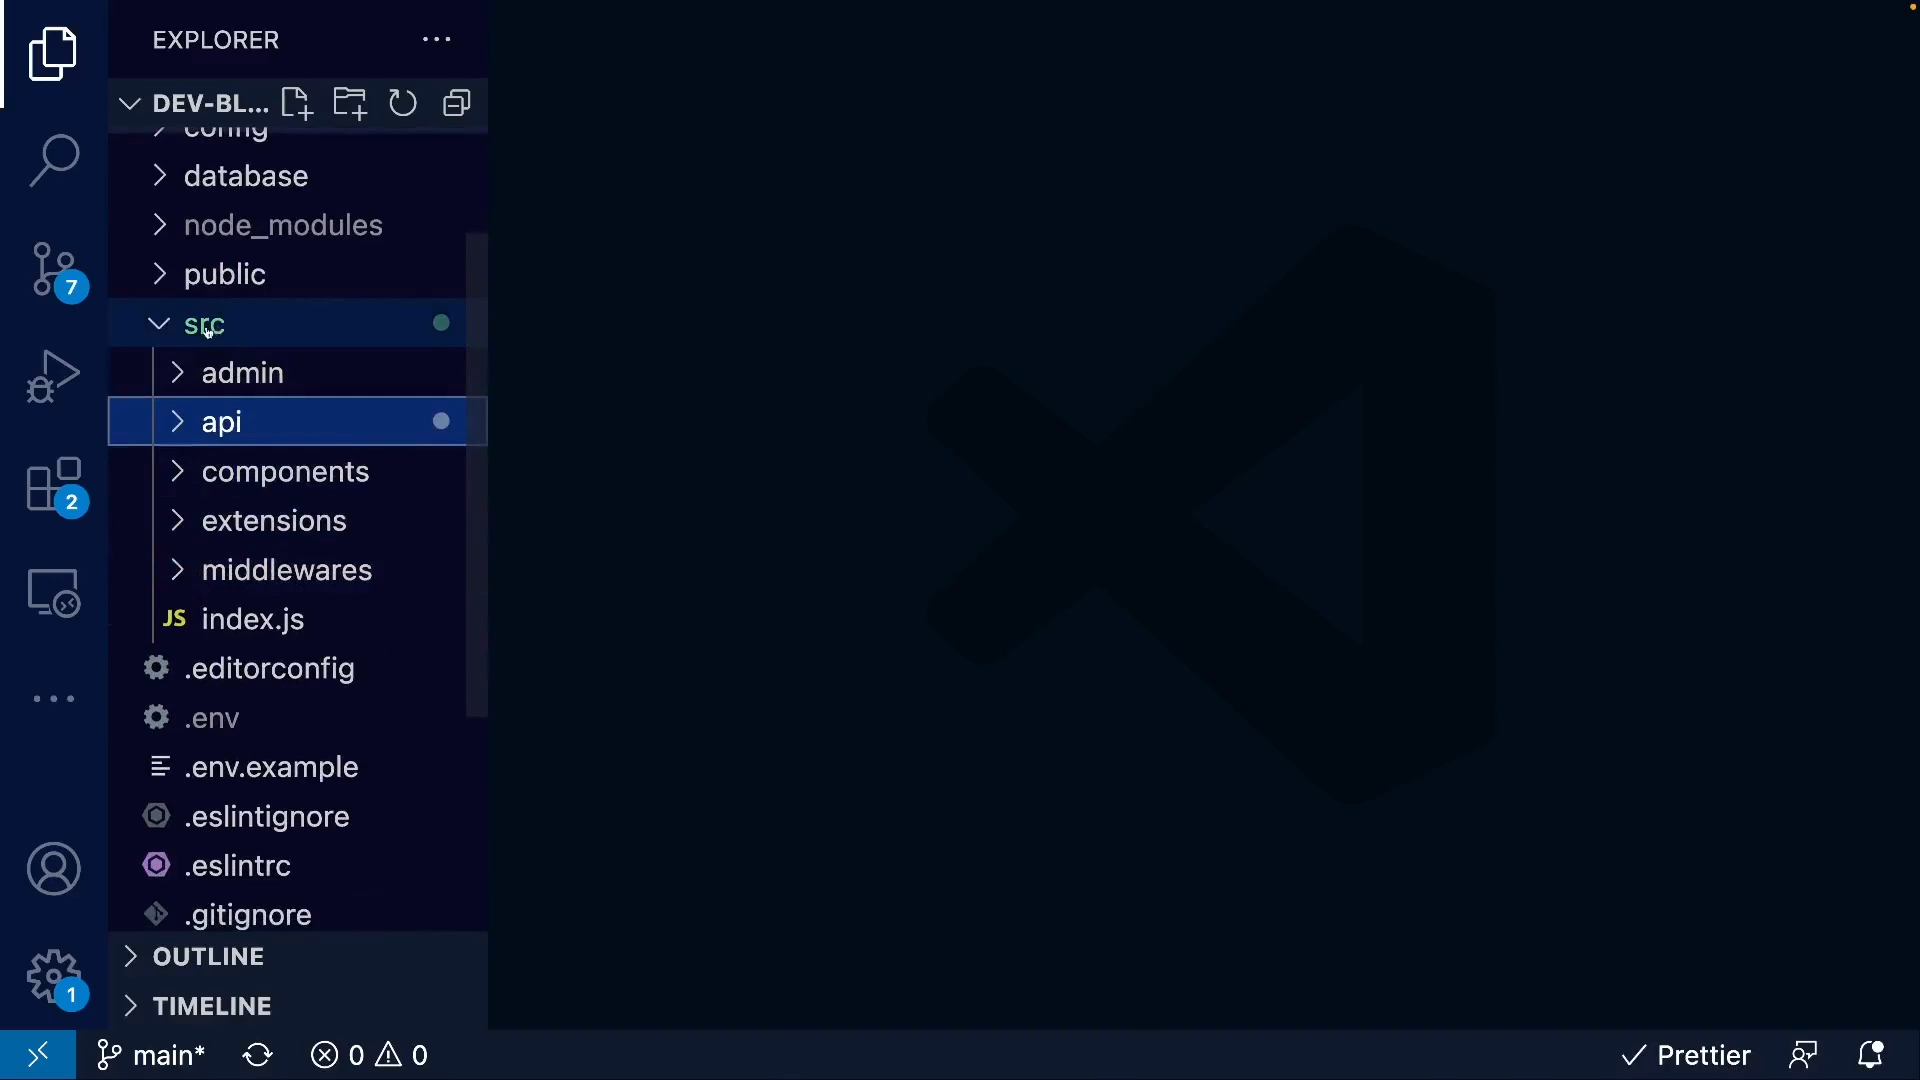 EXPLORER
DEV-BL...
config
database
node_modules
public
src
admin
api
components
extensions
middlewares
JS index.js
.editorconfig
.env
.env.example
.eslintignore
.eslintrc
.gitignore
OUTLINE
TIMELINE
7
2
1
main* 0 0 Prettier